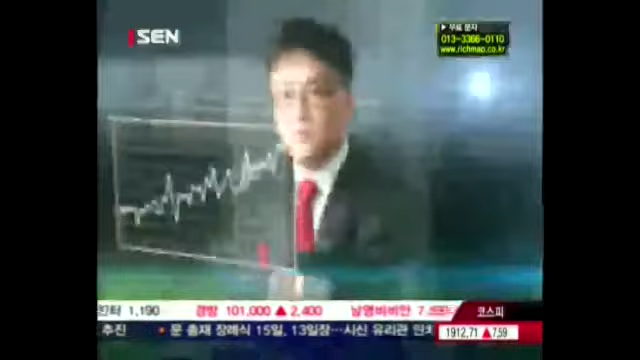 SEN
▶ 무료 문자
013-3366-0110
www.richmap.co.kr
인터 1,190 경방 101,000 ▲ 2,400 남영비비안 7
코스피
추진 • 문 총재 장례식 15일, 13일장…시신 유리관 안치
1912.71 ▲ 7.59